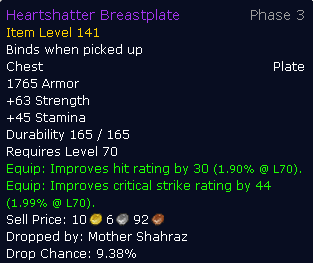 Heartshatter Breastplate Phase 3
Item Level 141
Binds when picked up
Chest Plate
1765 Armor
+63 Strength
+45 Stamina
Durability 165 / 165
Requires Level 70
Equip: Improves hit rating by 30 (1.90% @ L70).
Equip: Improves critical strike rating by 44
(1.99% @ L70).
Sell Price: 10 6 92
Dropped by: Mother Shahraz
Drop Chance: 9.38%